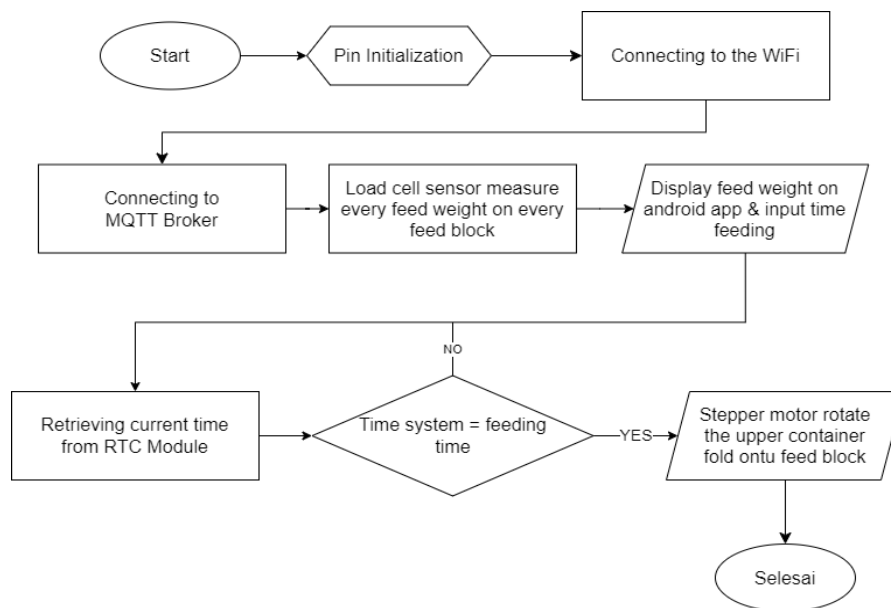 Start
Pin Initialization
Connecting to the WiFi
Connecting to
MQTT Broker
Load cell sensor measure
every feed weight on every
feed block
Display feed weight on
android app & input time
feeding
NO
Retrieving current time
from RTC Module
Time system = feeding
time
YES
Stepper motor rotate
the upper container
fold ontu feed block
Selesai